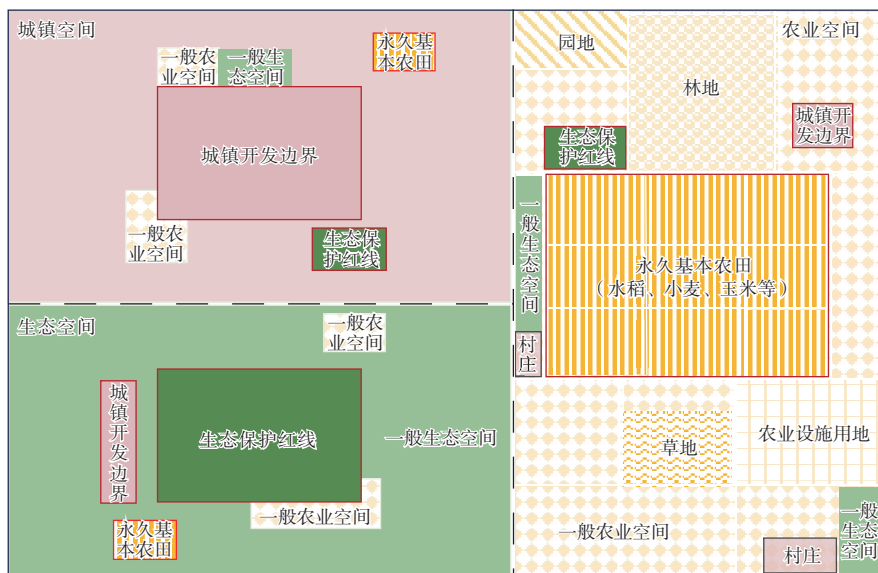 城镇空间
一般农
业空间
一般生
态空间
永久基
本农田
城镇开发边界
一般农
业空间
生态保
护红线
生态空间
一般农
业空间
城镇开发边界
生态保护红线
一般生态空间
一般农业空间
永久基
本农田
园地
林地
农业空间
城镇开
发边界
生态保
护红线
一般生态空间
永久基本农田
（水稻、小麦、玉米等）
村
庄
草地
农业设施用地
一般农业空间
村庄
一般
生态
空间